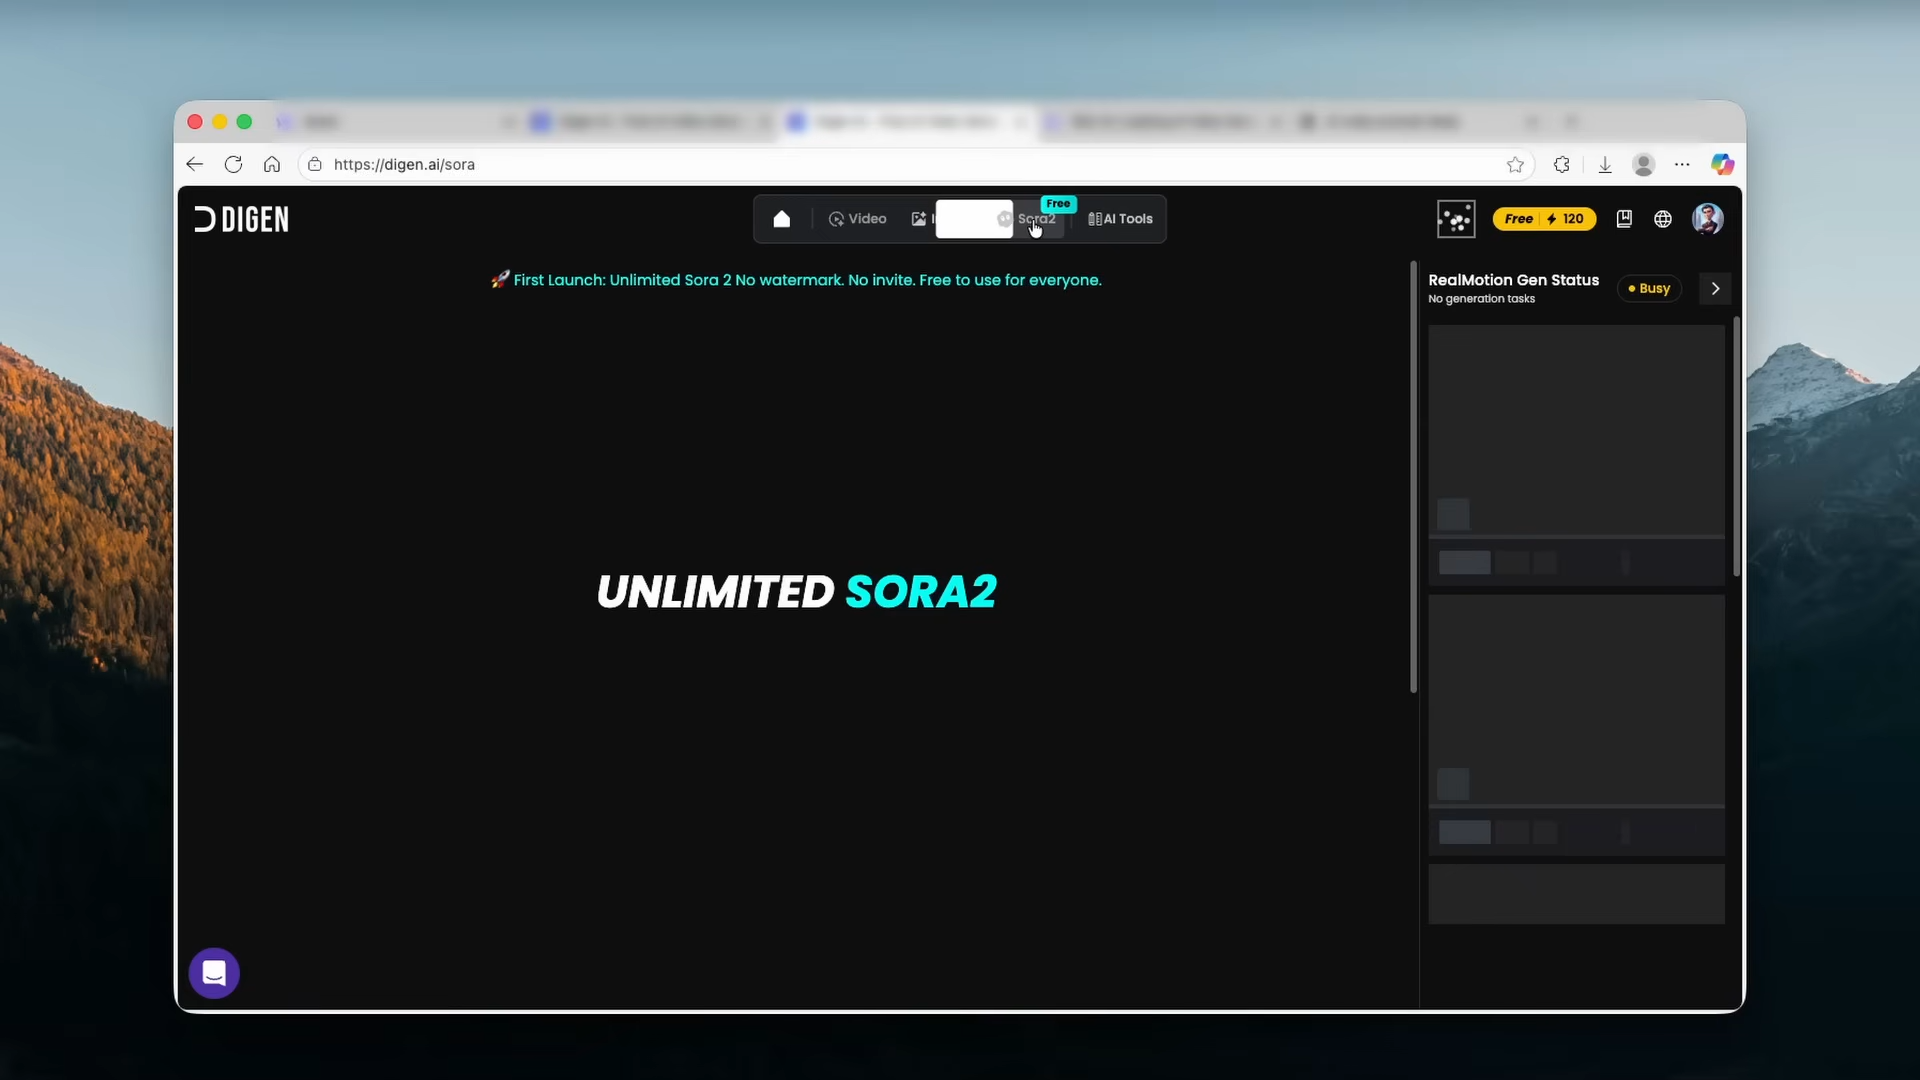 https://digen.ai/sora
DIGEN
Video
Sora2
Free
AI Tools
Free
120
🚀 First Launch: Unlimited Sora 2 No watermark. No invite. Free to use for everyone.
RealMotion Gen Status
No generation tasks
Busy
UNLIMITED SORA2